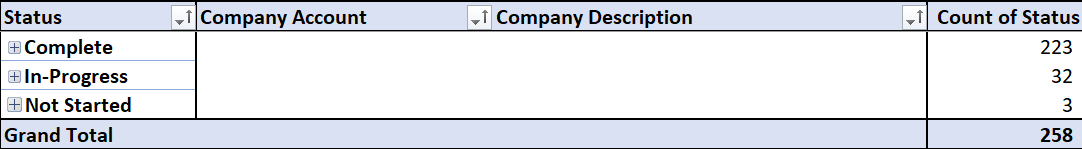 Status Company Account Company Description Count of Status
Complete 223
In-Progress 32
Not Started 3
Grand Total 258